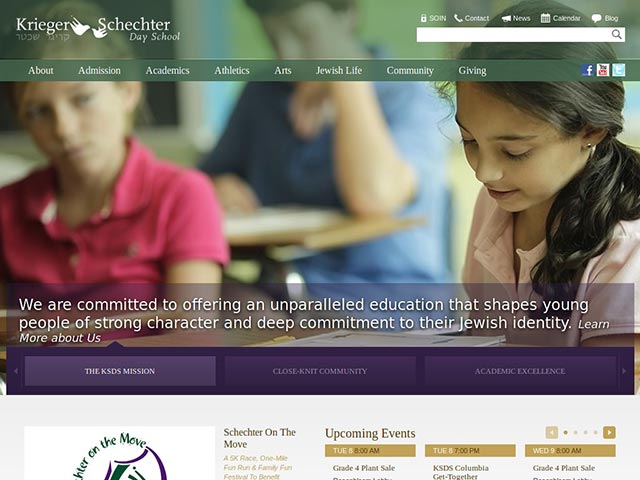 Krieger Schechter
קריגר שכטר Day School
SOIN Contact News Calendar Blog
About Admission Academics Athletics Arts Jewish Life Community Giving
We are committed to offering an unparalleled education that shapes young
people of strong character and deep commitment to their Jewish identity. Learn
More about Us
THE KSDS MISSION CLOSE-KNIT COMMUNITY ACADEMIC EXCELLENCE
chter on the Move
Schechter On The
Move
A 5K Race, One-Mile
Fun Run & Family Fun
Festival To Benefit
Upcoming Events
TUE 8 8:00 AM TUE 8 7:00 PM WED 9 8:00 AM
Grade 4 Plant Sale KSDS Columbia Grade 4 Plant Sale
Get-Together